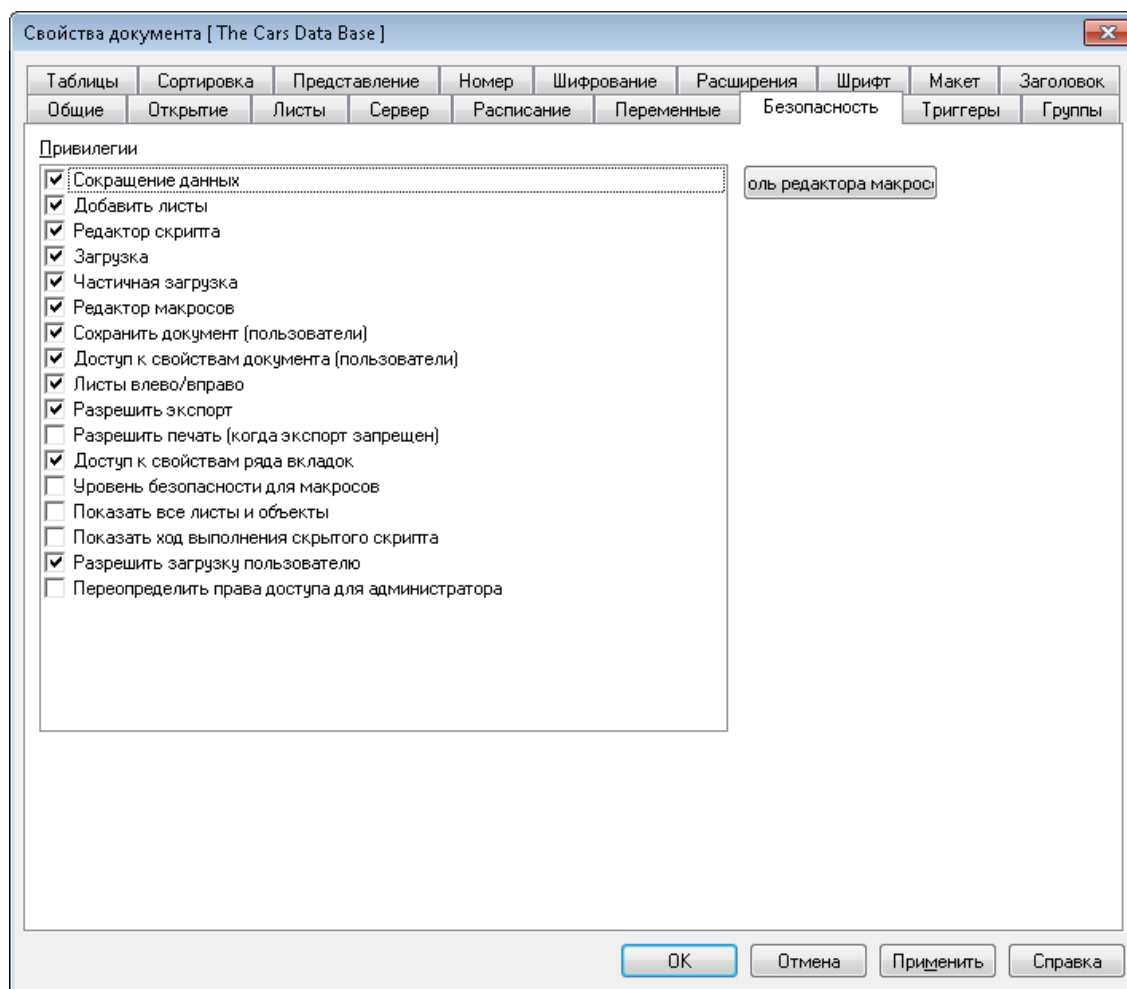 Свойства документа [ The Cars Data Base ]
Таблицы Сортировка Представление Номер Шифрование Расширения Шрифт Макет Заголовок
Общие Открытие Листы Сервер Расписание Переменные Безопасность Триггеры Группы
Привилегии
Сокращение данных
оль редактора макрос
Добавить листы
Редактор скрипта
Загрузка
Частичная загрузка
Редактор макросов
Сохранить документ (пользователи)
Доступ к свойствам документа (пользователи)
Листы влево/вправо
Разрешить экспорт
Разрешить печать (когда экспорт запрещен)
Доступ к свойствам ряда вкладок
Уровень безопасности для макросов
Показать все листы и объекты
Показать ход выполнения скрытого скрипта
Разрешить загрузку пользователю
Переопределить права доступа для администратора
OK Отмена Применить Справка